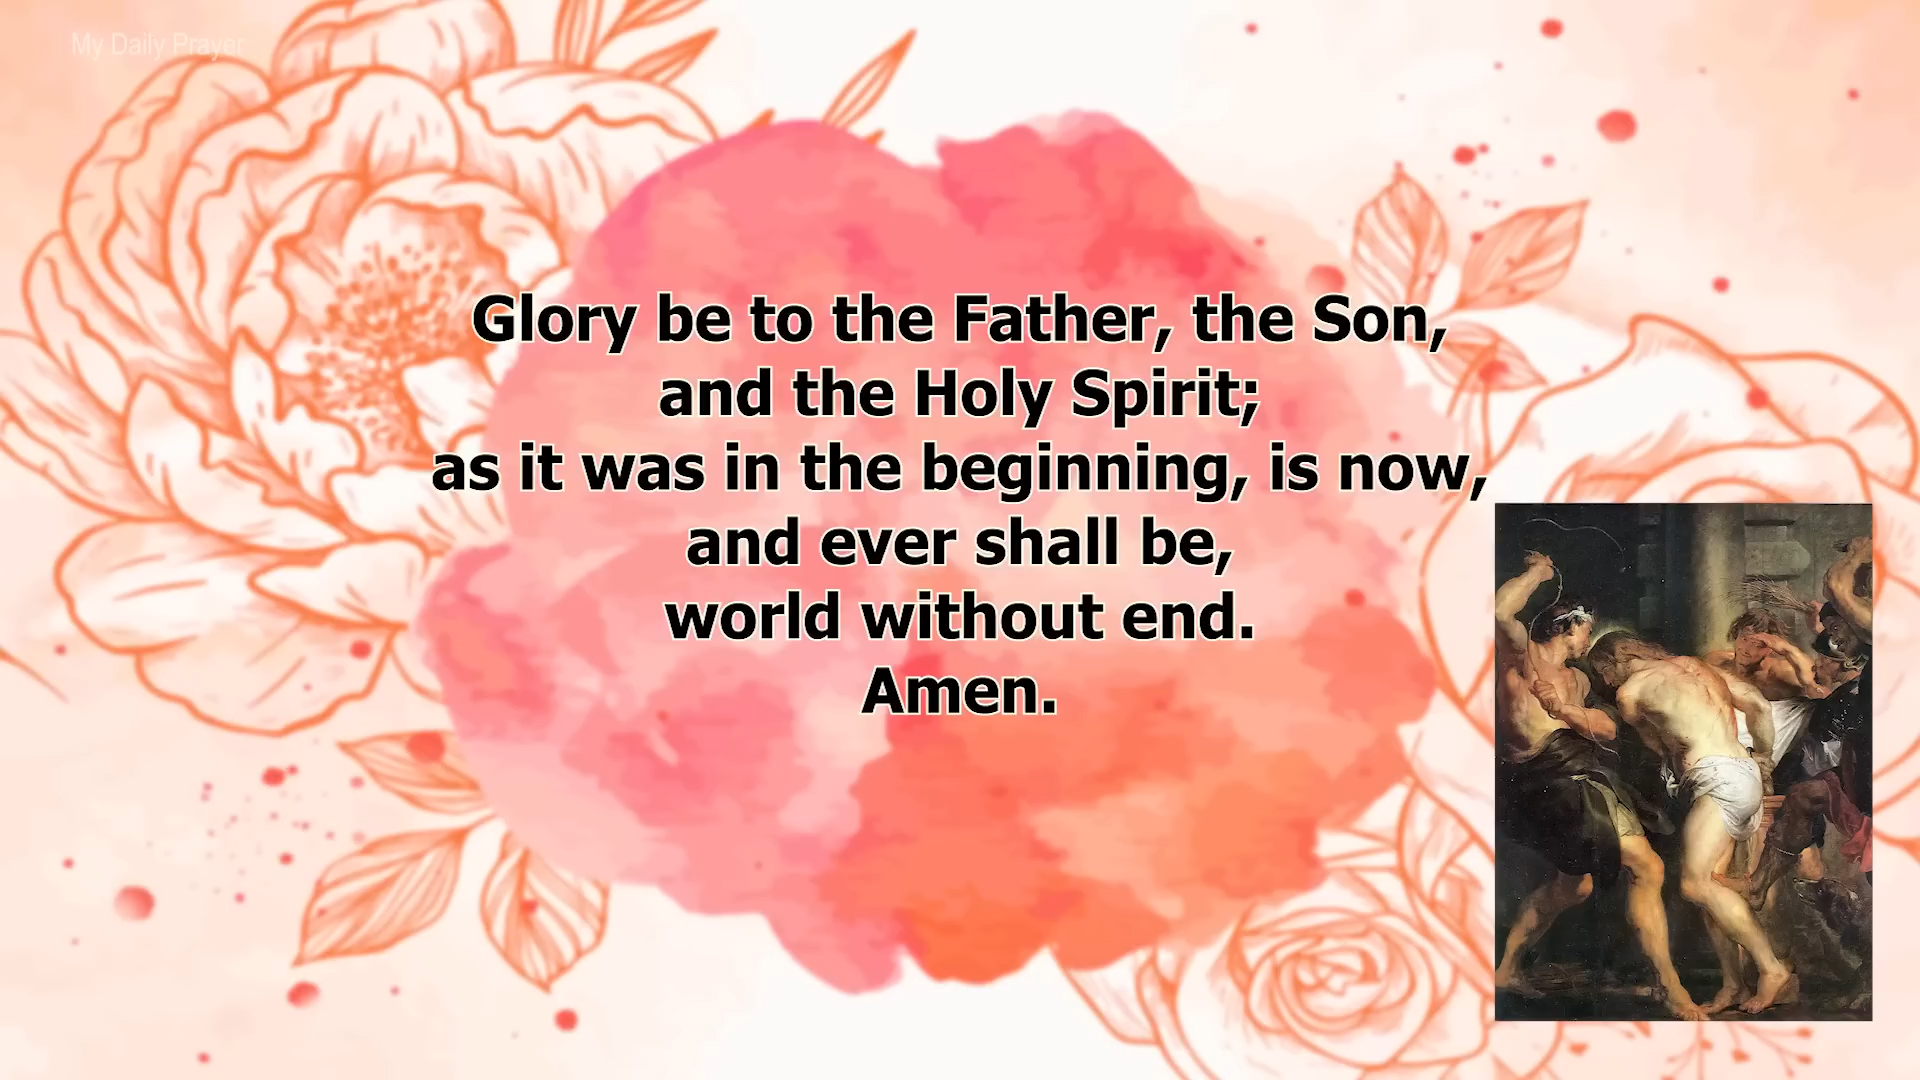 My Daily Prayer
Glory be to the Father, the Son,
and the Holy Spirit;
as it was in the beginning, is now,
and ever shall be,
world without end.
Amen.